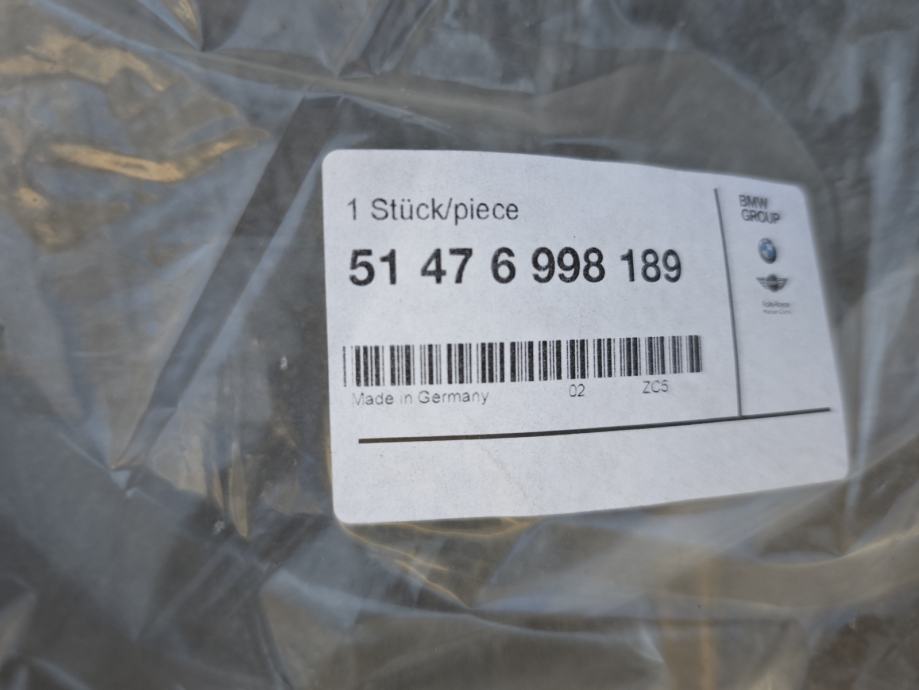 1 Stück/piece
51 47 6 998 189
Made in Germany 02 ZC5
BMW
GROUP